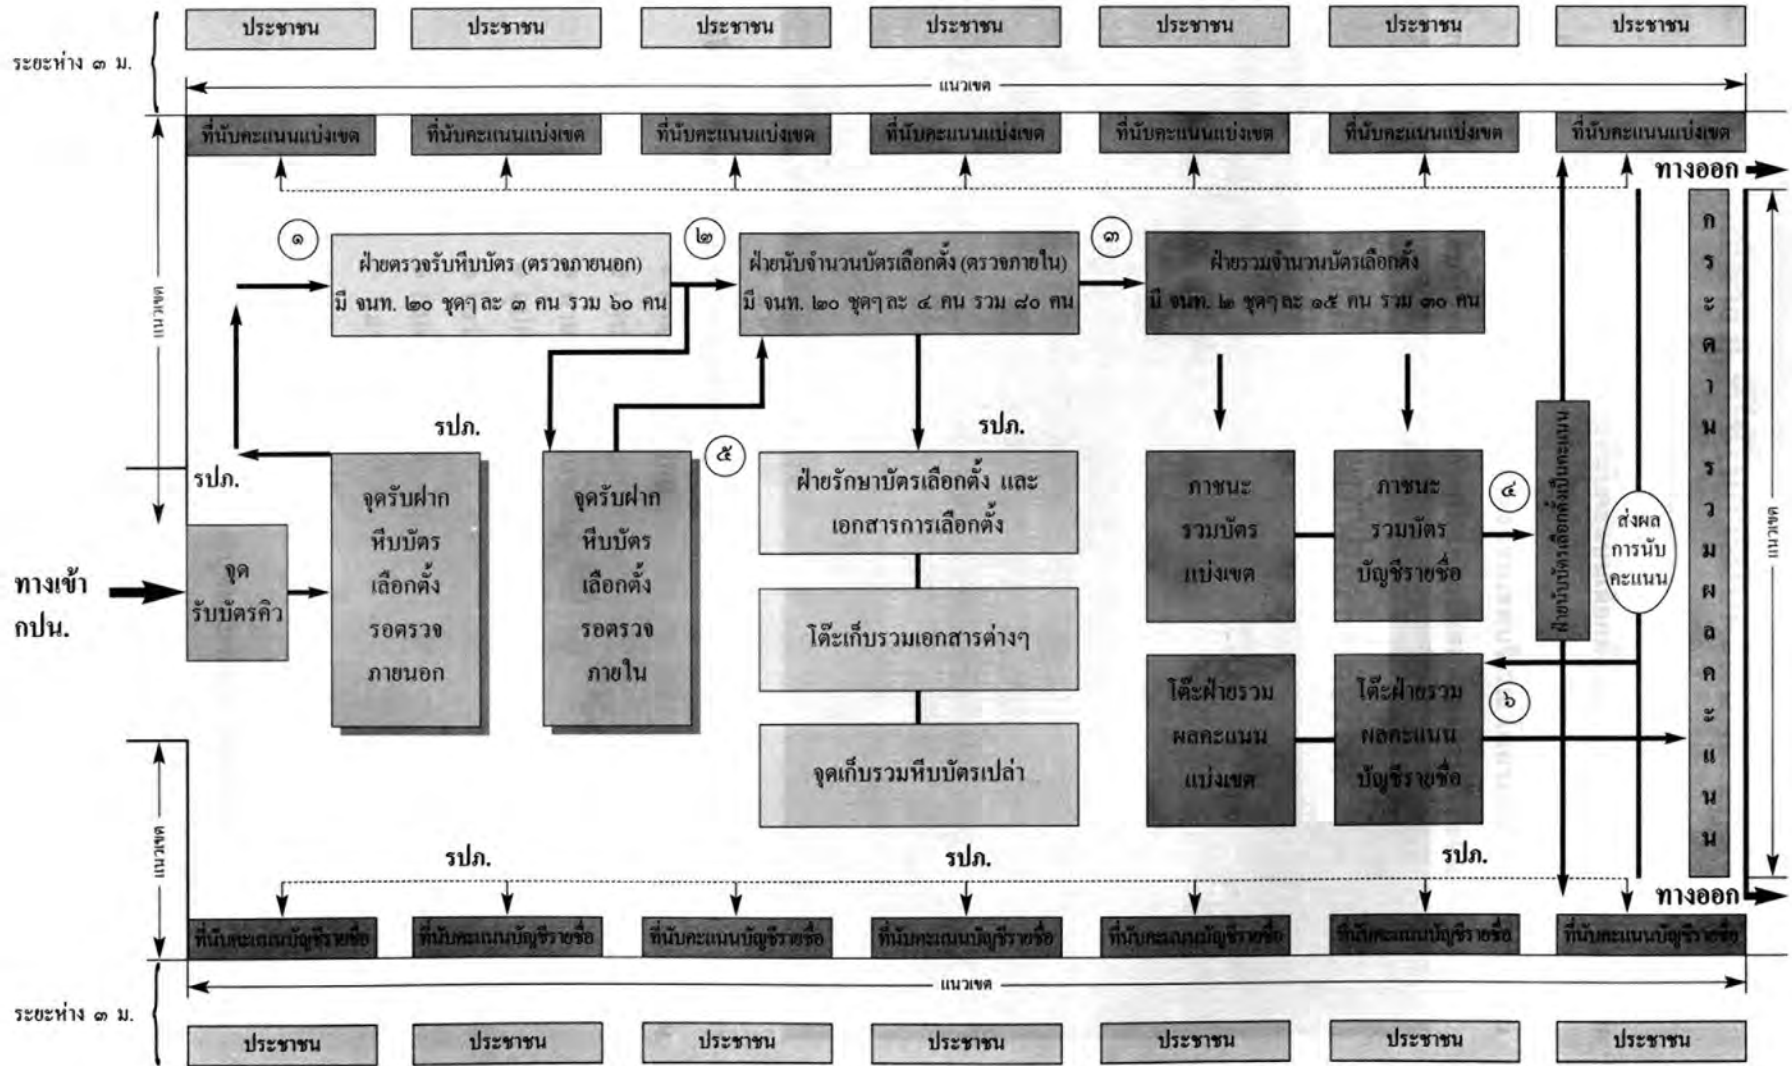 ประชาชน ประชาชน ประชาชน ประชาชน ประชาชน ประชาชน ประชาชน
ระยะห่าง ๓ ม.
แนวเขต
ที่นับคะแนนแบ่งเขต ที่นับคะแนนแบ่งเขต ที่นับคะแนนแบ่งเขต ที่นับคะแนนแบ่งเขต ที่นับคะแนนแบ่งเขต ที่นับคะแนนแบ่งเขต ที่นับคะแนนแบ่งเขต
ทางออก
แนวเขต
๑
ฝ่ายตรวจรับหีบบัตร (ตรวจภายนอก)
มี จนท. ๒๐ ชุดๆ ละ ๓ คน รวม ๖๐ คน
๒
ฝ่ายนับจำนวนบัตรเลือกตั้ง (ตรวจภายใน)
มี จนท. ๒๐ ชุดๆ ละ ๔ คน รวม ๘๐ คน
๓
ฝ่ายรวมจำนวนบัตรเลือกตั้ง
มี จนท. ๒ ชุดๆ ละ ๑๕ คน รวม ๓๐ คน
กระดานรวมผลคะแนน
แนวเขต
รปภ.
รปภ.
รปภ.
ทางเข้า
กปน.
จุด
รับบัตรคิว
จุดรับฝาก
หีบบัตร
เลือกตั้ง
รอตรวจ
ภายนอก
จุดรับฝาก
หีบบัตร
เลือกตั้ง
รอตรวจ
ภายใน
๕
ฝ่ายรักษาบัตรเลือกตั้ง และ
เอกสารการเลือกตั้ง
โต๊ะเก็บรวมเอกสารต่างๆ
จุดเก็บรวมหีบบัตรเปล่า
ภาชนะ
รวมบัตร
แบ่งเขต
ภาชนะ
รวมบัตร
บัญชีรายชื่อ
๔
ฝ่ายนับบัตรเลือกตั้งเป็นคะแนน
ส่งผล
การนับ
คะแนน
โต๊ะฝ่ายรวม
ผลคะแนน
แบ่งเขต
โต๊ะฝ่ายรวม
ผลคะแนน
บัญชีรายชื่อ
๖
แนวเขต
รปภ. รปภ. รปภ.
ทางออก
ที่นับคะแนนบัญชีรายชื่อ ที่นับคะแนนบัญชีรายชื่อ ที่นับคะแนนบัญชีรายชื่อ ที่นับคะแนนบัญชีรายชื่อ ที่นับคะแนนบัญชีรายชื่อ ที่นับคะแนนบัญชีรายชื่อ ที่นับคะแนนบัญชีรายชื่อ
แนวเขต
ระยะห่าง ๓ ม.
ประชาชน ประชาชน ประชาชน ประชาชน ประชาชน ประชาชน ประชาชน